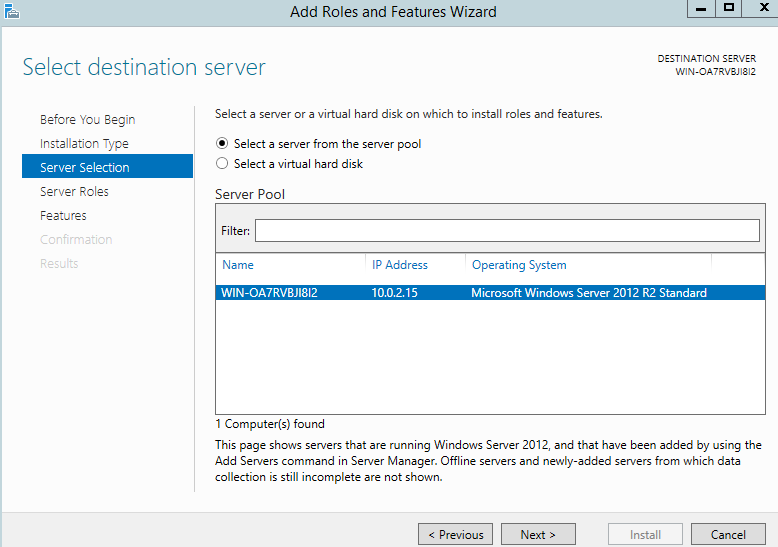 Add Roles and Features Wizard
Select destination server
DESTINATION SERVER
WIN-OA7RVBJI8I2
Before You Begin
Installation Type
Server Selection
Server Roles
Features
Confirmation
Results
Select a server or a virtual hard disk on which to install roles and features.
Select a server from the server pool
Select a virtual hard disk
Server Pool
Filter:
Name IP Address Operating System
WIN-OA7RVBJI8I2 10.0.2.15 Microsoft Windows Server 2012 R2 Standard
1 Computer(s) found
This page shows servers that are running Windows Server 2012, and that have been added by using the
Add Servers command in Server Manager. Offline servers and newly-added servers from which data
collection is still incomplete are not shown.
< Previous Next > Install Cancel